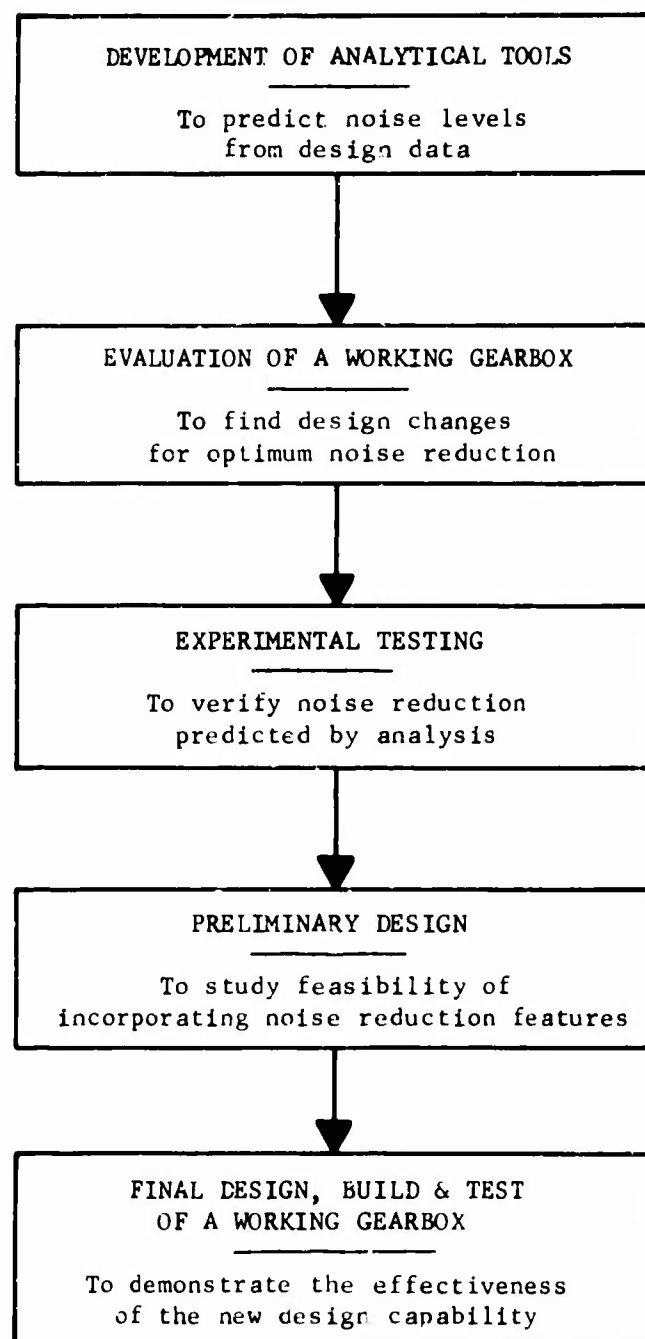 DEVELOPMENT OF ANALYTICAL TOOLS
To predict noise levels
from design data
EVALUATION OF A WORKING GEARBOX
To find design changes
for optimum noise reduction
EXPERIMENTAL TESTING
To verify noise reduction
predicted by analysis
PRELIMINARY DESIGN
To study feasibility of
incorporating noise reduction features
FINAL DESIGN, BUILD & TEST
OF A WORKING GEARBOX
To demonstrate the effectiveness
of the new design capability